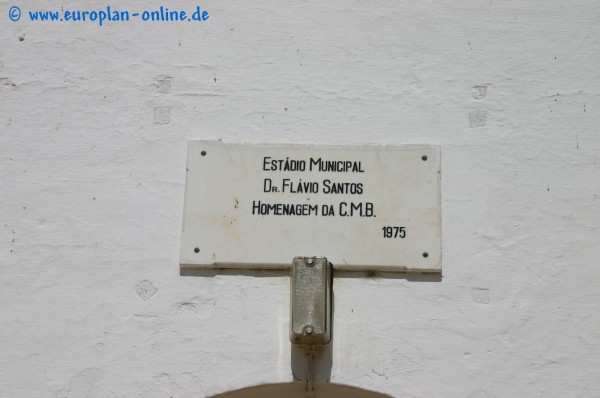 © www.europlan-online.de
Estádio Municipal
Dr. Flávio Santos
Homenagem da C.M.B.
1975